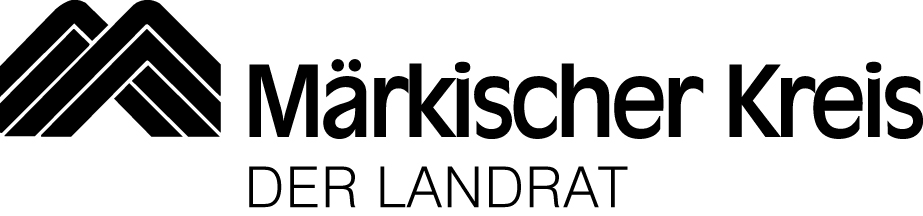 Märkischer Kreis
DER LANDRAT